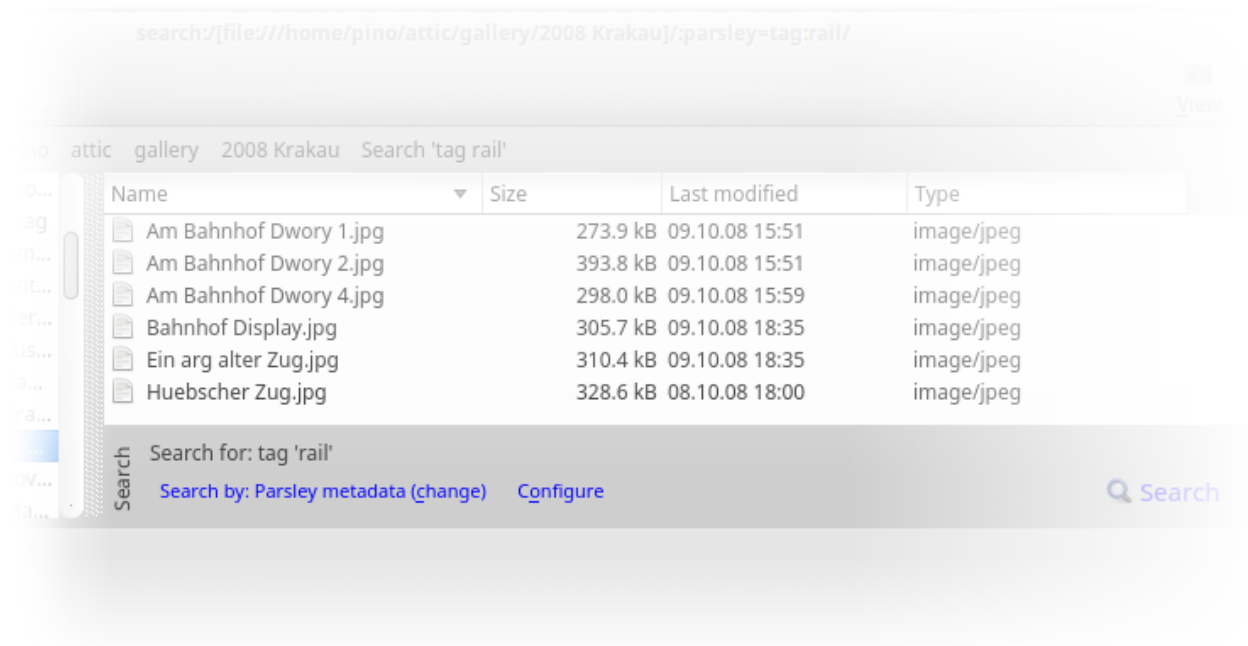 search:/[file:///home/pino/attic/gallery/2008 Krakau]/:parsley=tag:rail/
View
attic gallery 2008 Krakau Search 'tag rail'
Name Size Last modified Type
Am Bahnhof Dwory 1.jpg 273.9 kB 09.10.08 15:51 image/jpeg
Am Bahnhof Dwory 2.jpg 393.8 kB 09.10.08 15:51 image/jpeg
Am Bahnhof Dwory 4.jpg 298.0 kB 09.10.08 15:59 image/jpeg
Bahnhof Display.jpg 305.7 kB 09.10.08 18:35 image/jpeg
Ein arg alter Zug.jpg 310.4 kB 09.10.08 18:35 image/jpeg
Huebscher Zug.jpg 328.6 kB 08.10.08 18:00 image/jpeg
Search
Search for: tag 'rail'
Search by: Parsley metadata (change) Configure
Search